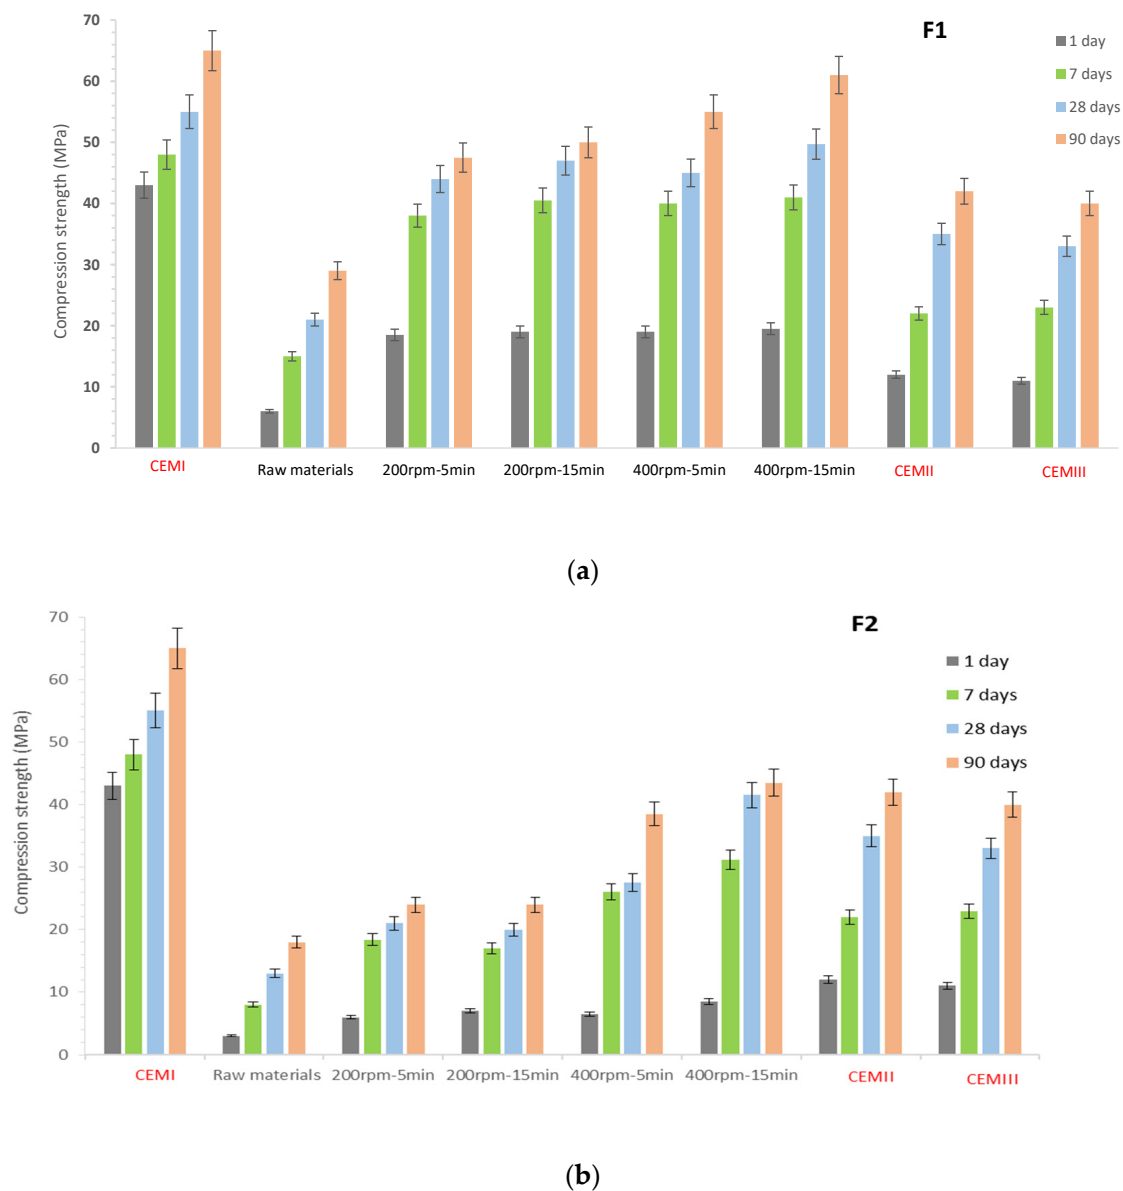 F1
70
60
50
40
30
20
10
0
Compression strength (MPa)
1 day
7 days
28 days
90 days
CEMI Raw materials 200rpm-5min 200rpm-15min 400rpm-5min 400rpm-15min CEMII CEMIII
(a)
F2
70
60
50
40
30
20
10
0
Compression strength (MPa)
1 day
7 days
28 days
90 days
CEMI Raw materials 200rpm-5min 200rpm-15min 400rpm-5min 400rpm-15min CEMII CEMIII
(b)